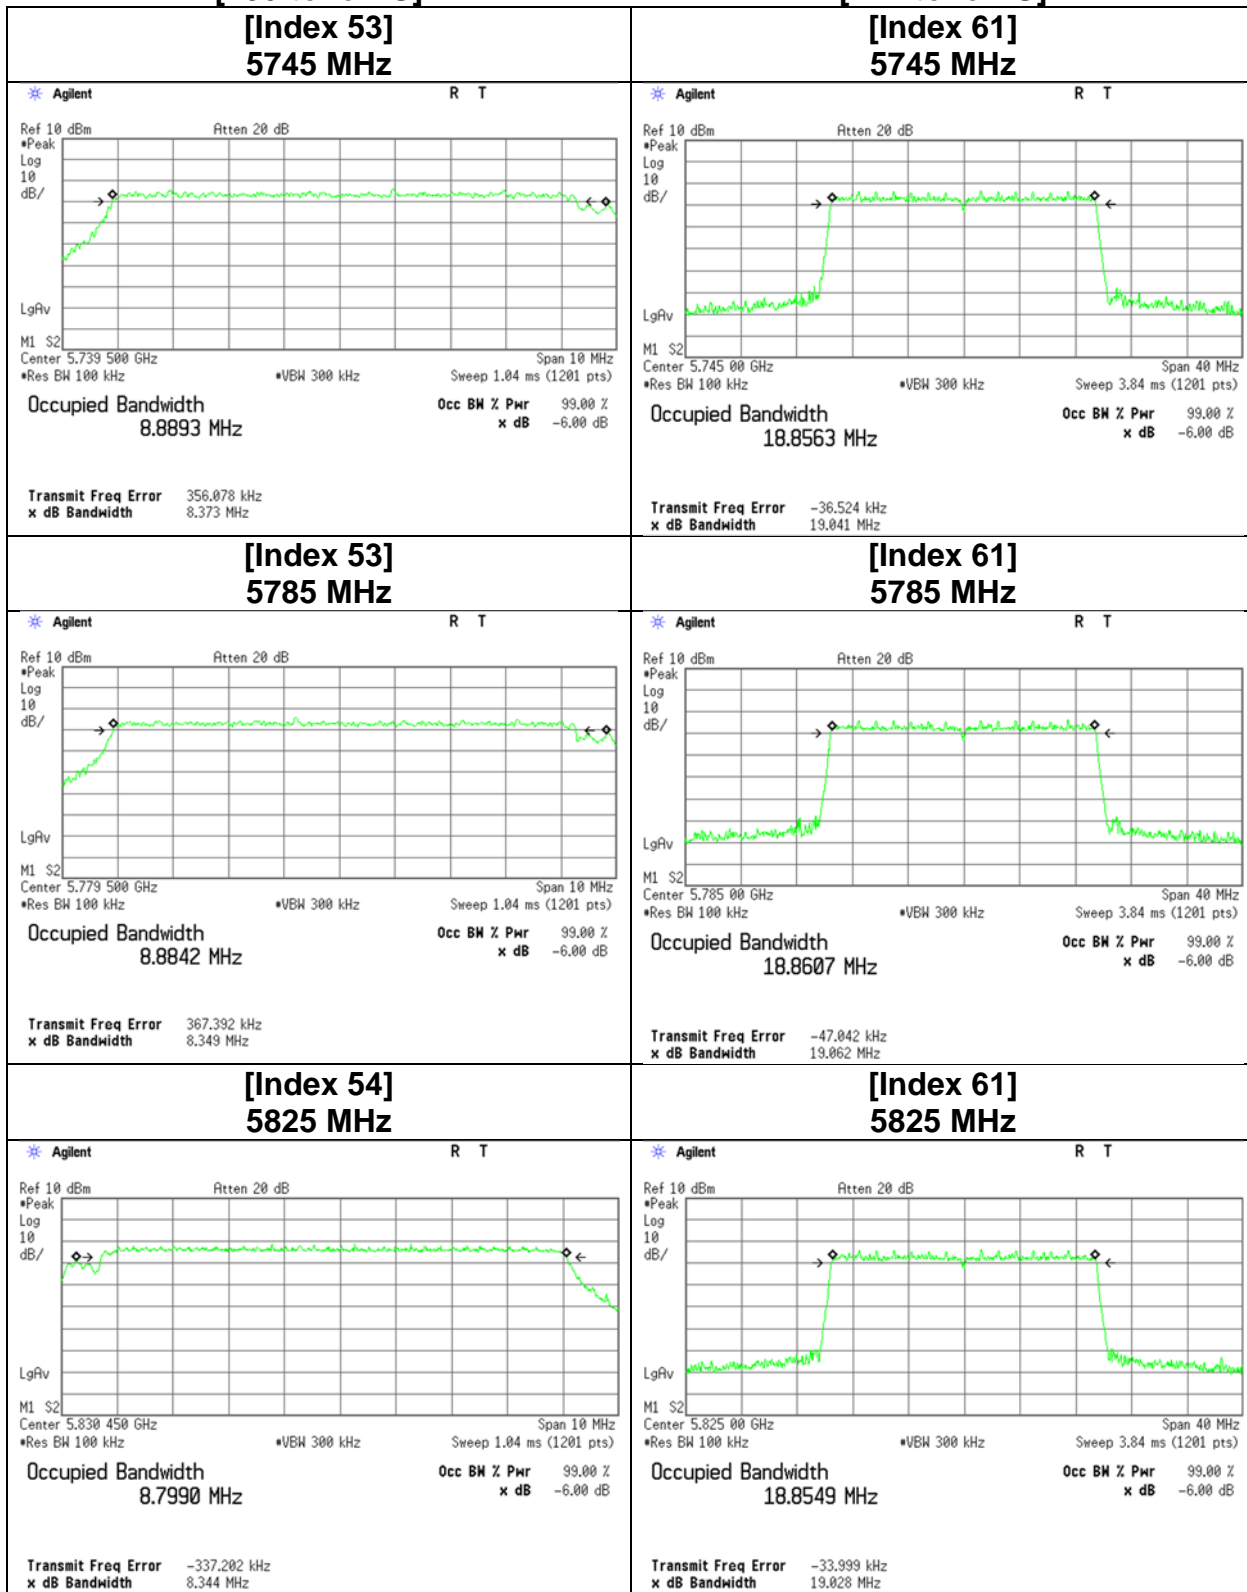 [Index 53]
5745 MHz
[Index 61]
5745 MHz
Agilent R T
Ref 10 dBm Atten 20 dB
#Peak
Log
10
dB/
LgAv
M1 S2
Center 5.739 500 GHz Span 10 MHz
#Res BW 100 kHz #VBW 300 kHz Sweep 1.04 ms (1201 pts)
Occupied Bandwidth Occ BW % Pwr 99.00 %
8.8893 MHz x dB -6.00 dB
Transmit Freq Error 356.078 kHz
x dB Bandwidth 8.373 MHz
Agilent R T
Ref 10 dBm Atten 20 dB
#Peak
Log
10
dB/
LgAv
M1 S2
Center 5.745 00 GHz Span 40 MHz
#Res BW 100 kHz #VBW 300 kHz Sweep 3.84 ms (1201 pts)
Occupied Bandwidth Occ BW % Pwr 99.00 %
18.8563 MHz x dB -6.00 dB
Transmit Freq Error -36.524 kHz
x dB Bandwidth 19.041 MHz
[Index 53]
5785 MHz
[Index 61]
5785 MHz
Agilent R T
Ref 10 dBm Atten 20 dB
#Peak
Log
10
dB/
LgAv
M1 S2
Center 5.779 500 GHz Span 10 MHz
#Res BW 100 kHz #VBW 300 kHz Sweep 1.04 ms (1201 pts)
Occupied Bandwidth Occ BW % Pwr 99.00 %
8.8842 MHz x dB -6.00 dB
Transmit Freq Error 367.392 kHz
x dB Bandwidth 8.349 MHz
Agilent R T
Ref 10 dBm Atten 20 dB
#Peak
Log
10
dB/
LgAv
M1 S2
Center 5.785 00 GHz Span 40 MHz
#Res BW 100 kHz #VBW 300 kHz Sweep 3.84 ms (1201 pts)
Occupied Bandwidth Occ BW % Pwr 99.00 %
18.8607 MHz x dB -6.00 dB
Transmit Freq Error -47.042 kHz
x dB Bandwidth 19.062 MHz
[Index 54]
5825 MHz
[Index 61]
5825 MHz
Agilent R T
Ref 10 dBm Atten 20 dB
#Peak
Log
10
dB/
LgAv
M1 S2
Center 5.830 450 GHz Span 10 MHz
#Res BW 100 kHz #VBW 300 kHz Sweep 1.04 ms (1201 pts)
Occupied Bandwidth Occ BW % Pwr 99.00 %
8.7990 MHz x dB -6.00 dB
Transmit Freq Error -337.202 kHz
x dB Bandwidth 8.344 MHz
Agilent R T
Ref 10 dBm Atten 20 dB
#Peak
Log
10
dB/
LgAv
M1 S2
Center 5.825 00 GHz Span 40 MHz
#Res BW 100 kHz #VBW 300 kHz Sweep 3.84 ms (1201 pts)
Occupied Bandwidth Occ BW % Pwr 99.00 %
18.8549 MHz x dB -6.00 dB
Transmit Freq Error -33.999 kHz
x dB Bandwidth 19.028 MHz